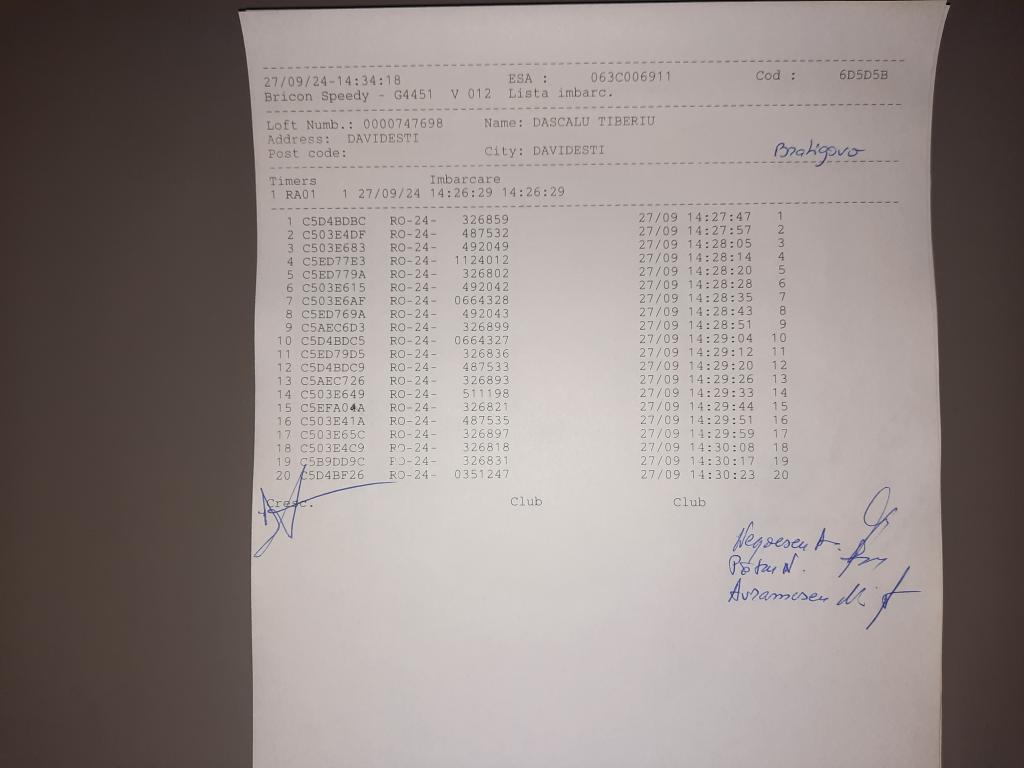 27/09/24-14:34:18 ESA : 063C006911 Cod : 6D5D5B
Bricon Speedy - G4451 V 012 Lista imbarc.
Loft Numb.: 0000747698 Name: DASCALU TIBERIU
Address: DAVIDESTI
Post code: City: DAVIDESTI Bratigovo
Timers Imbarcare
1 RA01 1 27/09/24 14:26:29 14:26:29
1 C5D4BDBC RO-24- 326859 27/09 14:27:47 1
2 C503E4DF RO-24- 487532 27/09 14:27:57 2
3 C503E683 RO-24- 492049 27/09 14:28:05 3
4 C5ED77E3 RO-24- 1124012 27/09 14:28:14 4
5 C5ED779A RO-24- 326802 27/09 14:28:20 5
6 C503E615 RO-24- 492042 27/09 14:28:28 6
7 C503E6AF RO-24- 0664328 27/09 14:28:35 7
8 C5ED769A RO-24- 492043 27/09 14:28:43 8
9 C5AEC6D3 RO-24- 326899 27/09 14:28:51 9
10 C5D4BDC5 RO-24- 0664327 27/09 14:29:04 10
11 C5ED79D5 RO-24- 326836 27/09 14:29:12 11
12 C5D4BDC9 RO-24- 487533 27/09 14:29:20 12
13 C5AEC726 RO-24- 326893 27/09 14:29:26 13
14 C503E649 RO-24- 511198 27/09 14:29:33 14
15 C5EFA04A RO-24- 326821 27/09 14:29:44 15
16 C503E41A RO-24- 487535 27/09 14:29:51 16
17 C503E65C RO-24- 326897 27/09 14:29:59 17
18 C503E4C9 RO-24- 326818 27/09 14:30:08 18
19 C5B9DD9C RO-24- 326831 27/09 14:30:17 19
20 C5D4BF26 RO-24- 0351247 27/09 14:30:23 20
Cresc. Club Club